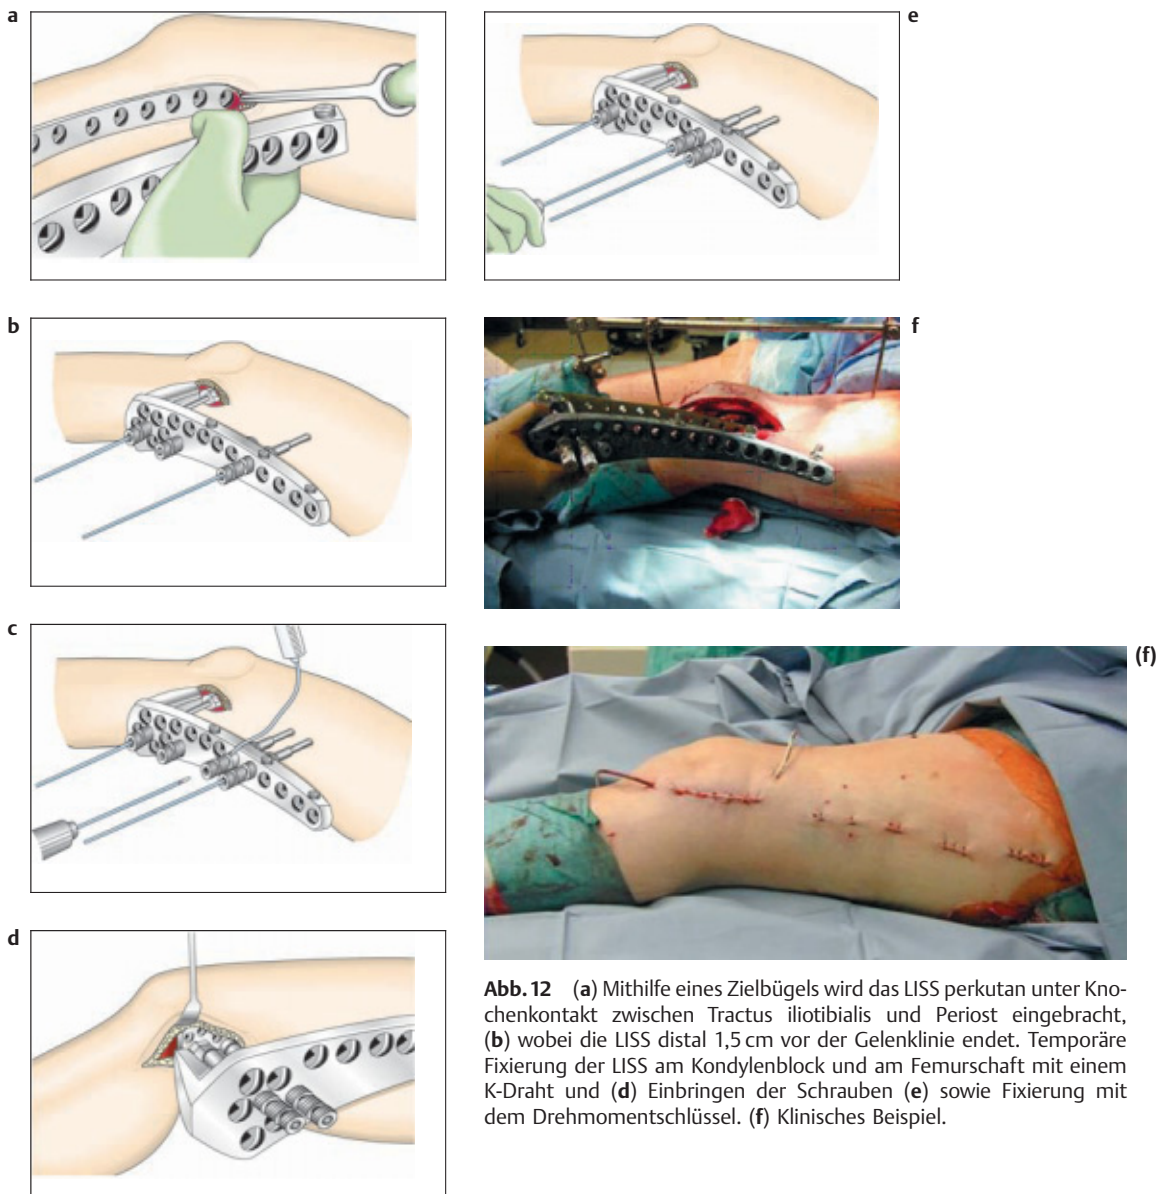 a
e
b
f
c
(f)
d
Abb. 12 (a) Mithilfe eines Zielbügels wird das LISS perkutan unter Kno-
chenkontakt zwischen Tractus iliotibialis und Periost eingebracht,
(b) wobei die LISS distal 1,5 cm vor der Gelenklinie endet. Temporäre
Fixierung der LISS am Kondylenblock und am Femurschaft mit einem
K-Draht und (d) Einbringen der Schrauben (e) sowie Fixierung mit
dem Drehmomentschlüssel. (f) Klinisches Beispiel.